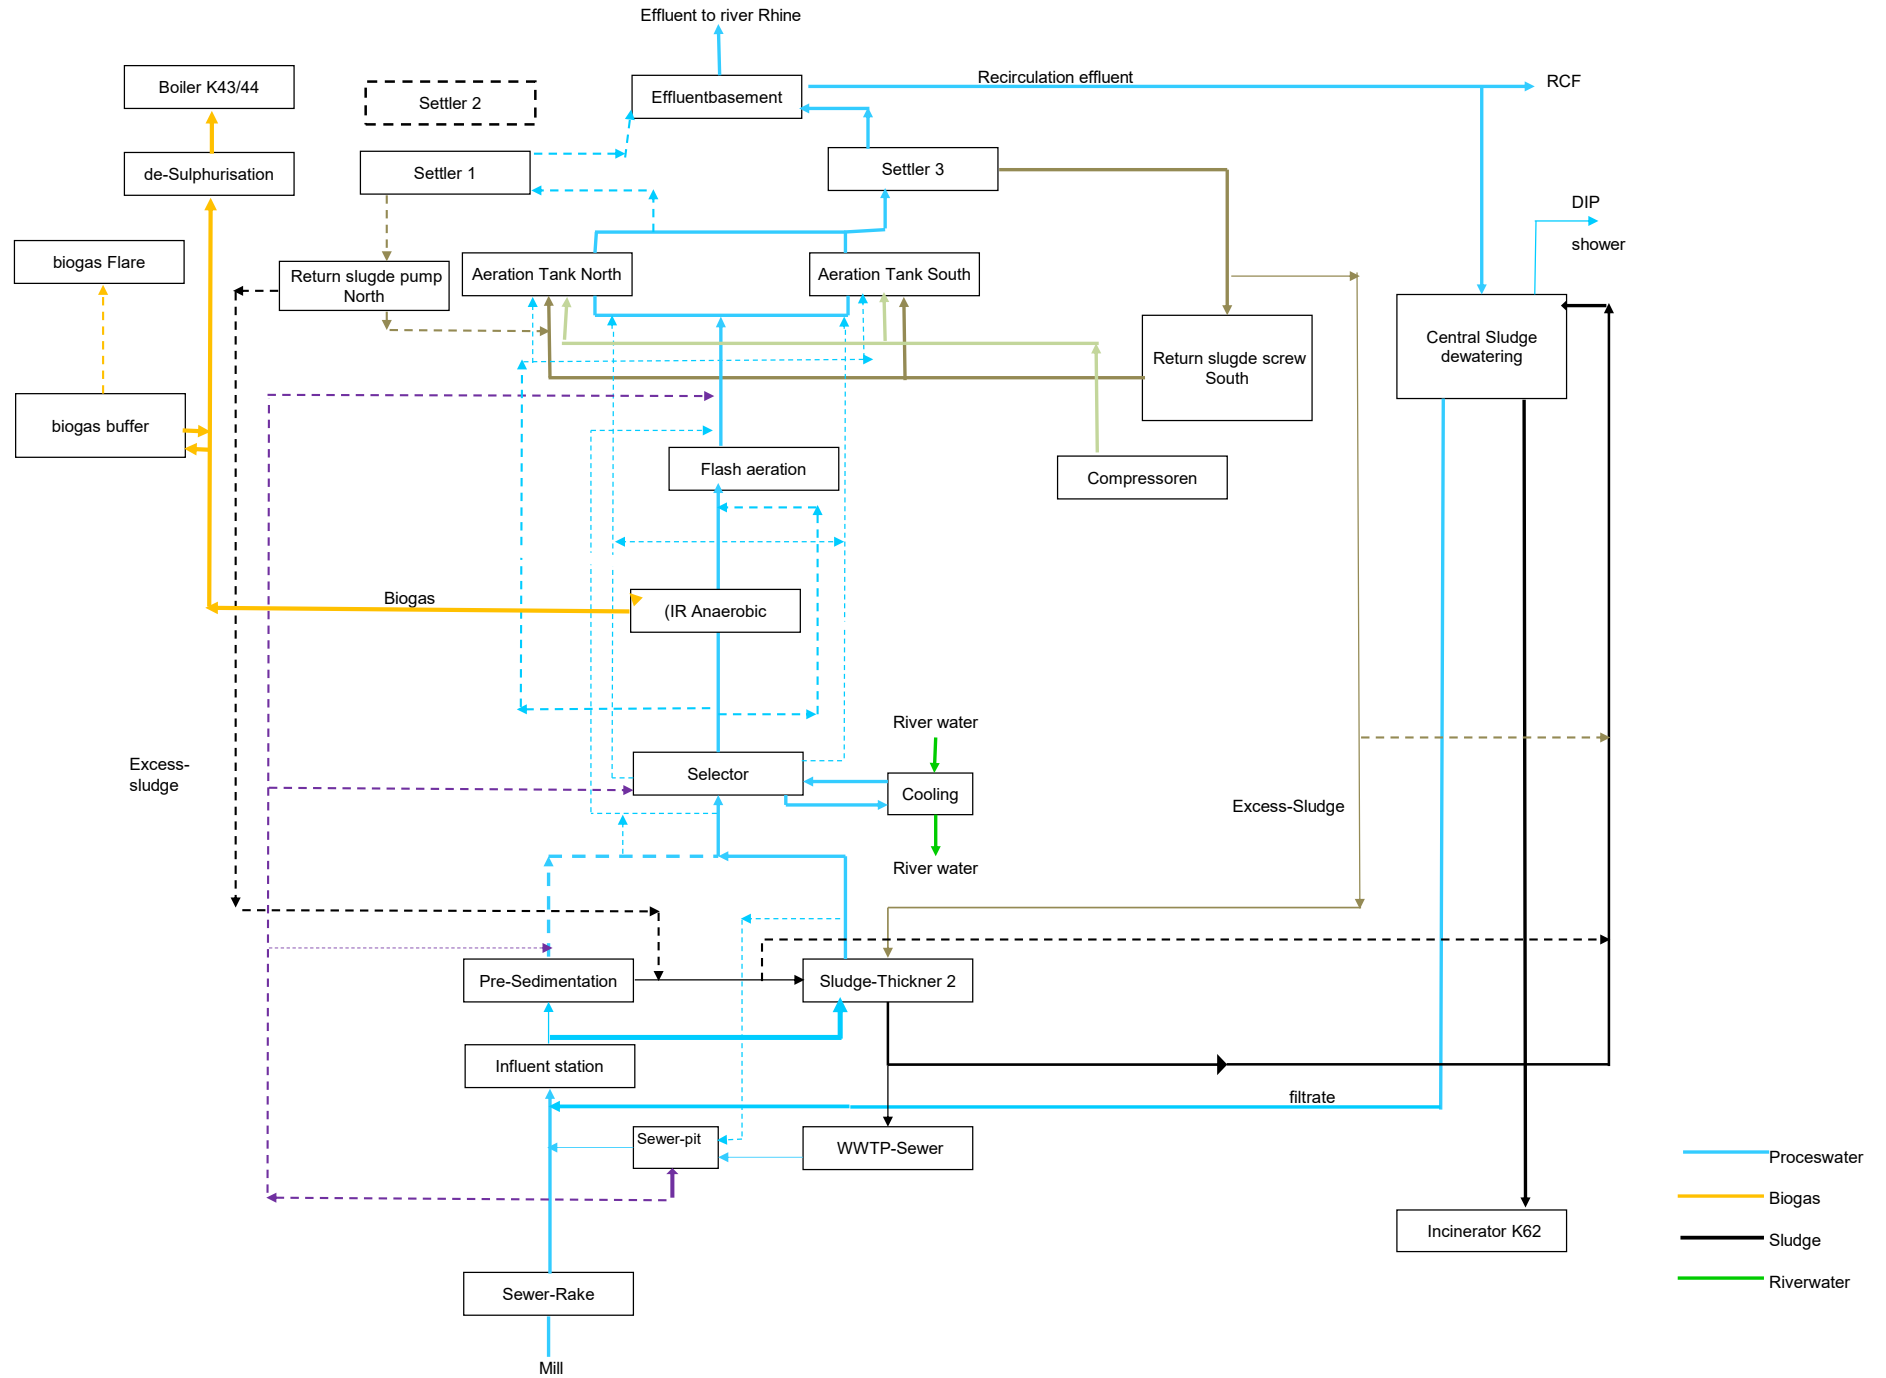 Effluent to river Rhine
Boiler K43/44
Settler 2
Effluentbasement
Recirculation effluent
RCF
de-Sulphurisation
Settler 1
Settler 3
DIP
shower
biogas Flare
Return slugde pump
North
Aeration Tank North
Aeration Tank South
Central Sludge
dewatering
Return slugde screw
South
biogas buffer
Flash aeration
Compressoren
Biogas
(IR Anaerobic
River water
Excess-
sludge
Selector
Cooling
Excess-Sludge
River water
Pre-Sedimentation
Sludge-Thickner 2
Influent station
filtrate
Sewer-pit
WWTP-Sewer
Proceswater
Biogas
Incinerator K62
Sludge
Riverwater
Sewer-Rake
Mill